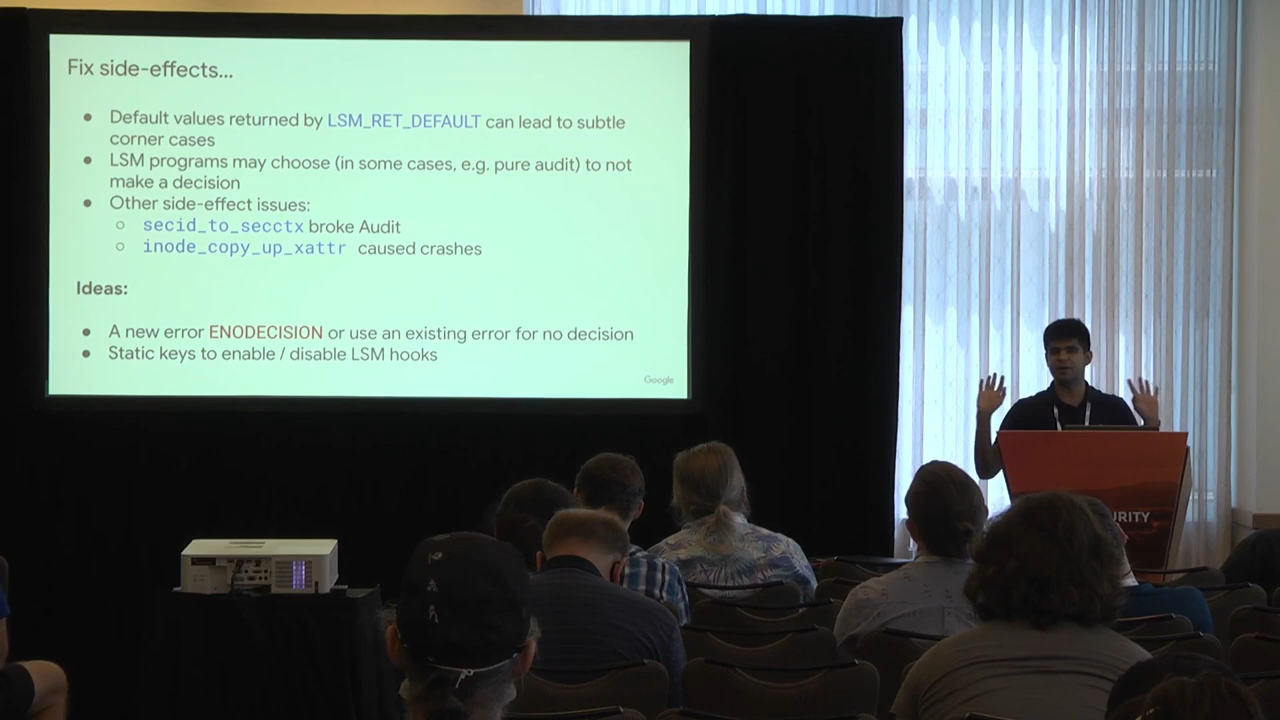 Fix side-effects...
● Default values returned by LSM_RET_DEFAULT can lead to subtle
corner cases
● LSM programs may choose (in some cases, e.g. pure audit) to not
make a decision
● Other side-effect issues:
○ secid_to_secctx broke Audit
○ inode_copy_up_xattr caused crashes
Ideas:
● A new error ENODECISION or use an existing error for no decision
● Static keys to enable / disable LSM hooks
Google
URITY